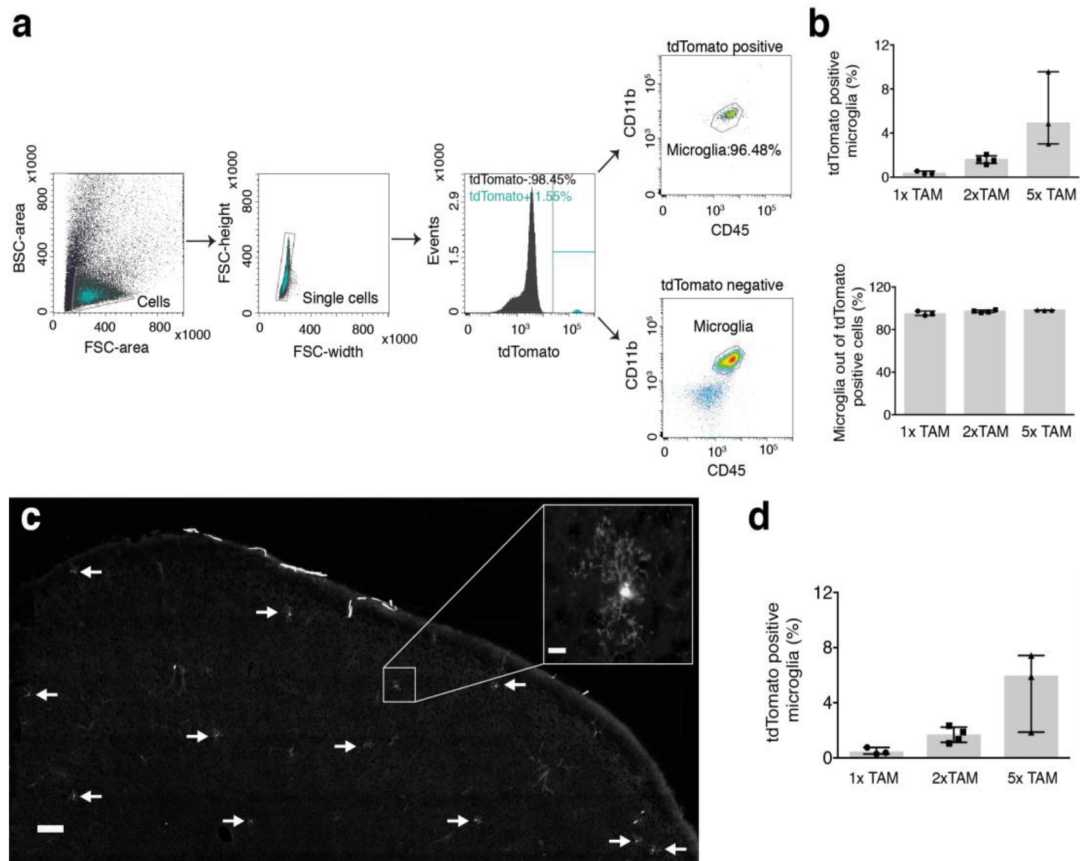 a
BSC-area
x1000
800
400
0
Cells
0
400
800
x1000
FSC-area
FSC-height
x1000
800
400
0
Single cells
0
400
800
x1000
FSC-width
Events
x1000
2.9
1.5
0
tdTomato-:98.45%
tdTomato+:1.55%
10³
10⁵
tdTomato
tdTomato positive
CD11b
10⁵
10³
0
Microglia:96.48%
0
10³
10⁵
CD45
tdTomato negative
CD11b
10⁵
10³
0
Microglia
0
10³
10⁵
CD45
b
tdTomato positive
microglia (%)
12
8
4
0
1x TAM
2xTAM
5x TAM
Microglia out of tdTomato
positive cells (%)
120
80
40
0
1x TAM
2xTAM
5x TAM
c
d
tdTomato positive
microglia (%)
12
8
4
0
1x TAM
2xTAM
5x TAM